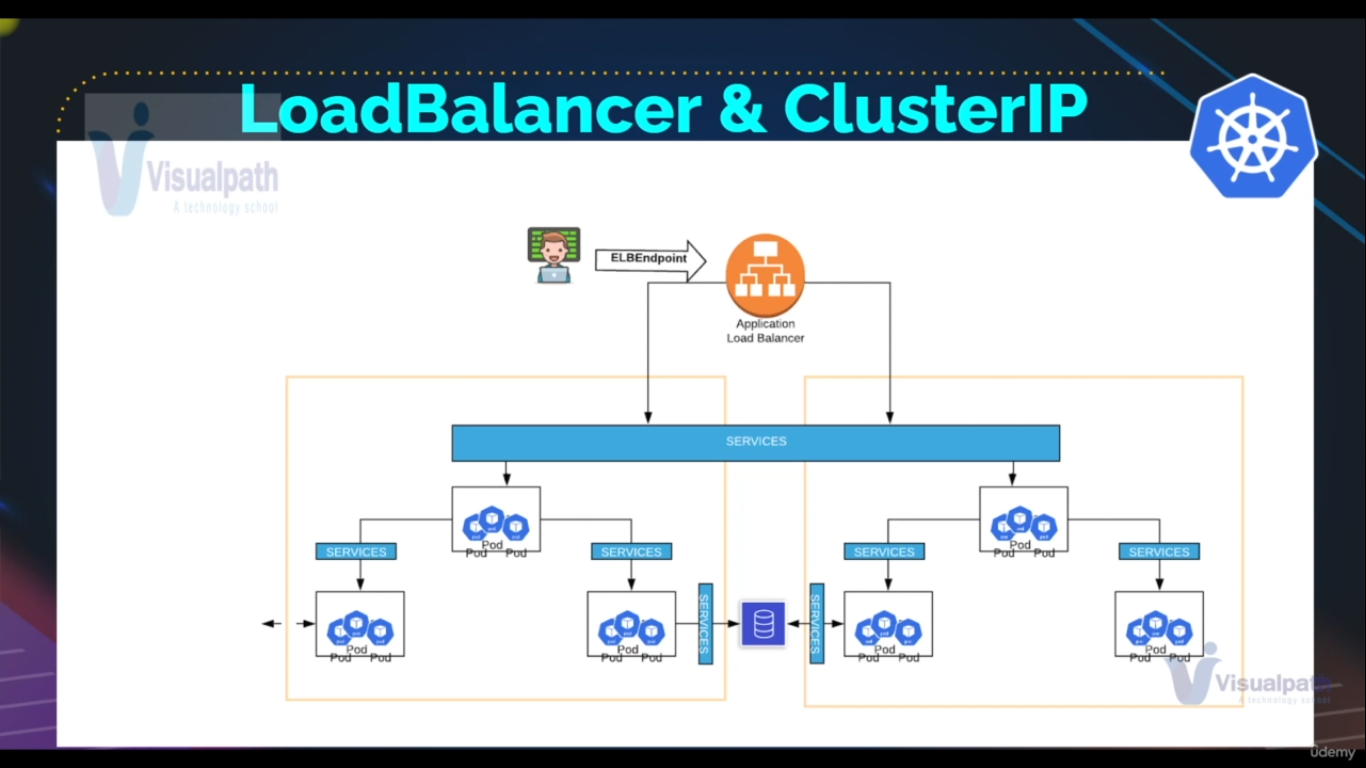 LoadBalancer & ClusterIP
Visualpath
A technology school
ELBEndpoint
Application
Load Balancer
SERVICES
Pod
Pod Pod
Pod
Pod Pod
SERVICES
SERVICES
SERVICES
SERVICES
SERVICES
SERVICES
Pod
Pod Pod
Pod
Pod Pod
Pod
Pod Pod
Pod
Pod Pod
Visualpath
A technology school
ûdemy